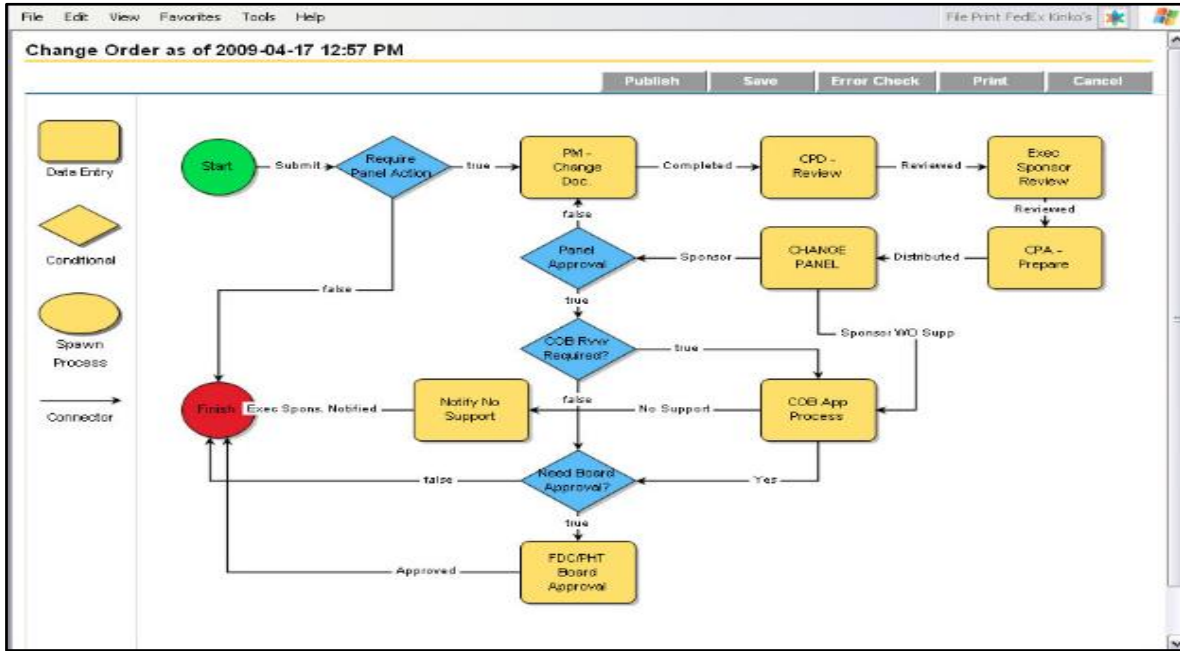 File Edit View Favorites Tools Help
File Print FedEx Kinko's
Change Order as of 2009-04-17 12:57 PM
Publish Save Error Check Print Cancel
Data Entry
Conditional
Spawn
Process
Connector
Start
Submit
Require
Panel Action
true
PM -
Change
Doc.
Completed
CPD -
Review
Reviewed
Exec
Sponsor
Review
Reviewed
false
Panel
Approval
Sponsor
CHANGE
PANEL
Distributed
CPA -
Prepare
false
true
Sponsor WO Supp
COB Rvw
Required?
true
Finish
Exec Spons. Notified
Notify No
Support
false
No Support
COB App
Process
Need Board
Approval?
false
Yes
true
FDC/PHT
Board
Approval
Approved